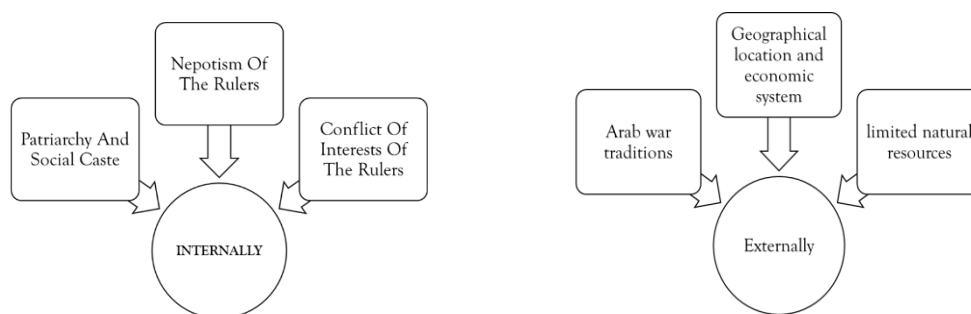 Nepotism Of
The Rulers
Patriarchy And
Social Caste
Conflict Of
Interests Of
The Rulers
INTERNALLY
Geographical
location and
economic
system
Arab war
traditions
limited natural
resources
Externally